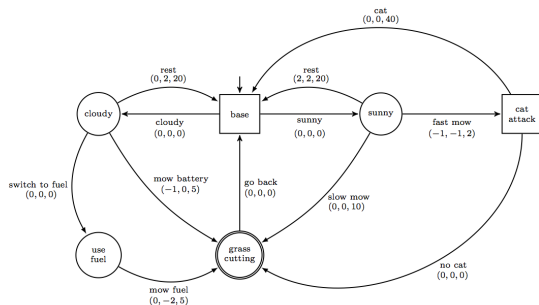 cat
(0, 0, 40)
rest
(0, 2, 20)
rest
(2, 2, 20)
cloudy
base
sunny
cat
attack
cloudy
(0, 0, 0)
sunny
(0, 0, 0)
fast mow
(−1, −1, 2)
switch to fuel
(0, 0, 0)
mow battery
(−1, 0, 5)
go back
(0, 0, 0)
slow mow
(0, 0, 10)
use
fuel
grass
cutting
no cat
(0, 0, 0)
mow fuel
(0, −2, 5)